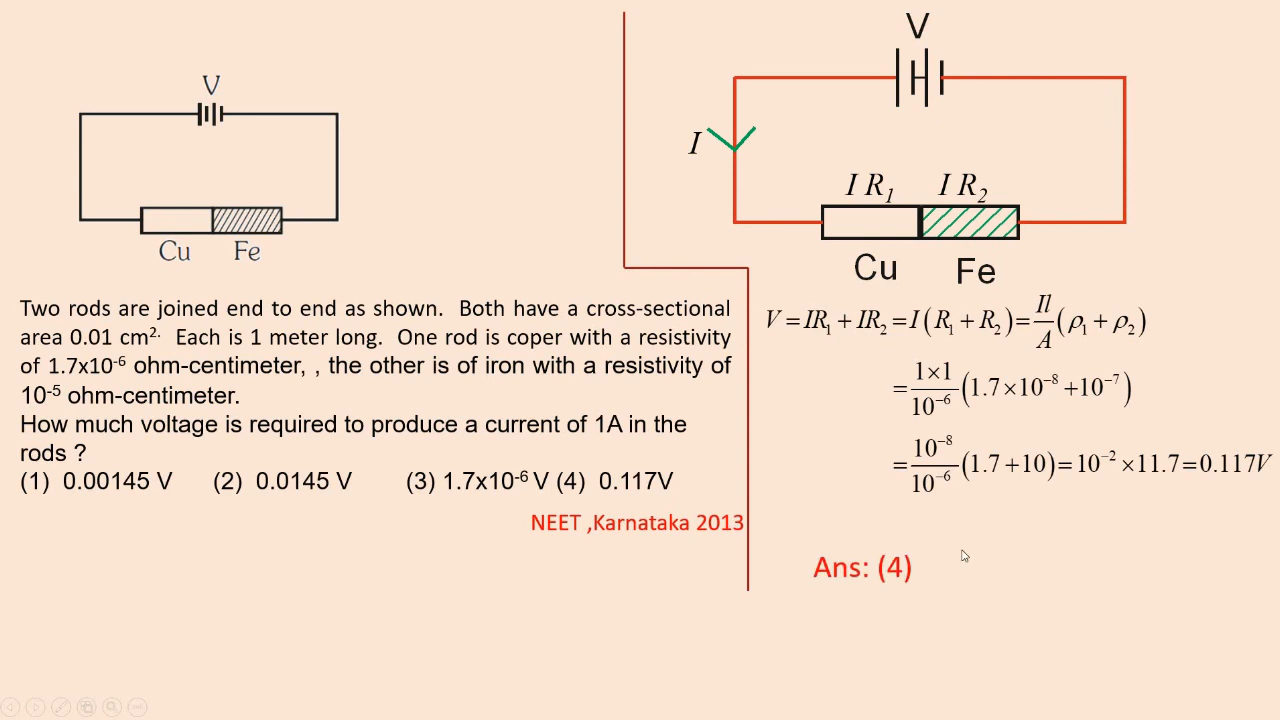 V
Cu Fe
Two rods are joined end to end as shown. Both have a cross-sectional
area 0.01 cm². Each is 1 meter long. One rod is coper with a resistivity
of 1.7x10⁻⁶ ohm-centimeter, , the other is of iron with a resistivity of
10⁻⁵ ohm-centimeter.
How much voltage is required to produce a current of 1A in the
rods ?
(1) 0.00145 V (2) 0.0145 V (3) 1.7x10⁻⁶ V (4) 0.117V
NEET ,Karnataka 2013
V
I
I R₁ I R₂
Cu Fe
V = IR₁ + IR₂ = I(R₁ + R₂) = Il/A (ρ₁ + ρ₂)
= 1×1/10⁻⁶ (1.7×10⁻⁸ +10⁻⁷)
= 10⁻⁸/10⁻⁶ (1.7+10) = 10⁻² ×11.7 = 0.117V
Ans: (4)